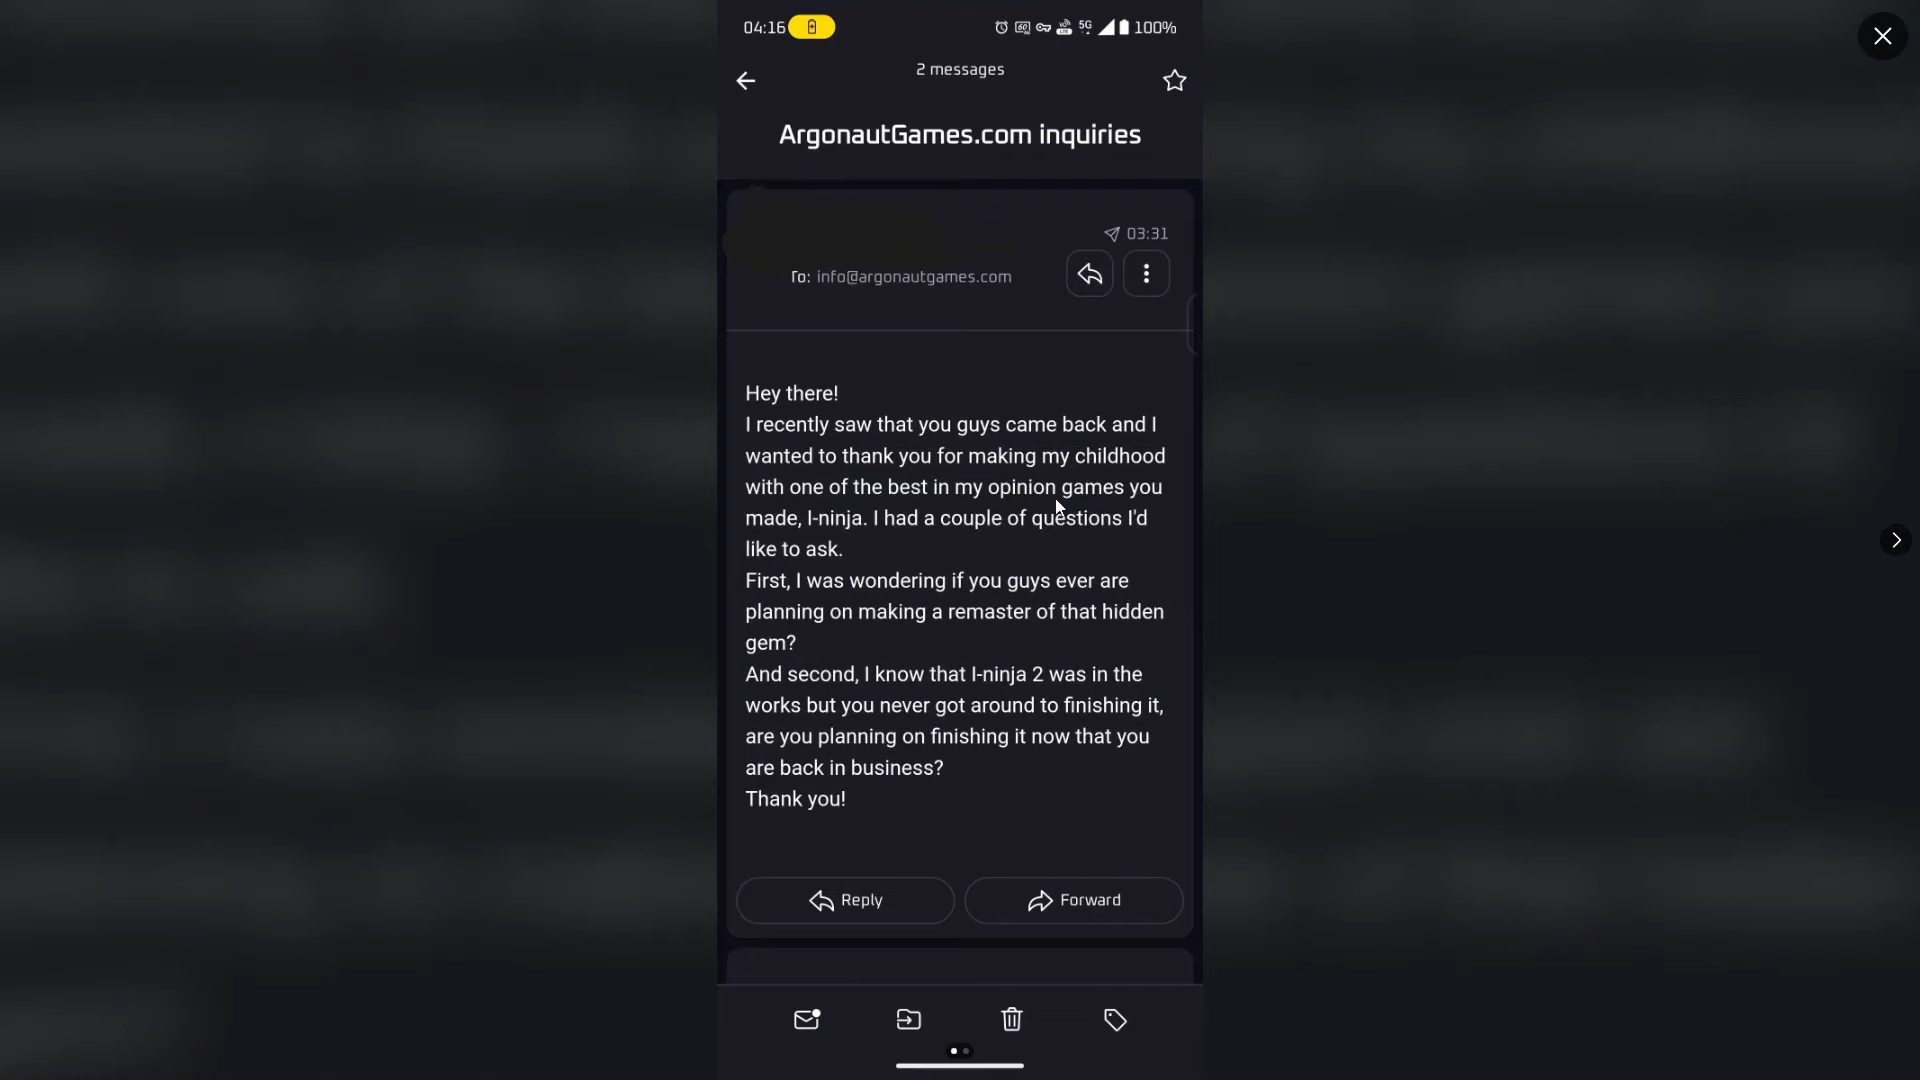 04:16
60
5G
100%
2 messages
ArgonautGames.com inquiries
03:31
To: info@argonautgames.com
Hey there!
I recently saw that you guys came back and I
wanted to thank you for making my childhood
with one of the best in my opinion games you
made, I-ninja. I had a couple of questions I'd
like to ask.
First, I was wondering if you guys ever are
planning on making a remaster of that hidden
gem?
And second, I know that I-ninja 2 was in the
works but you never got around to finishing it,
are you planning on finishing it now that you
are back in business?
Thank you!
Reply
Forward